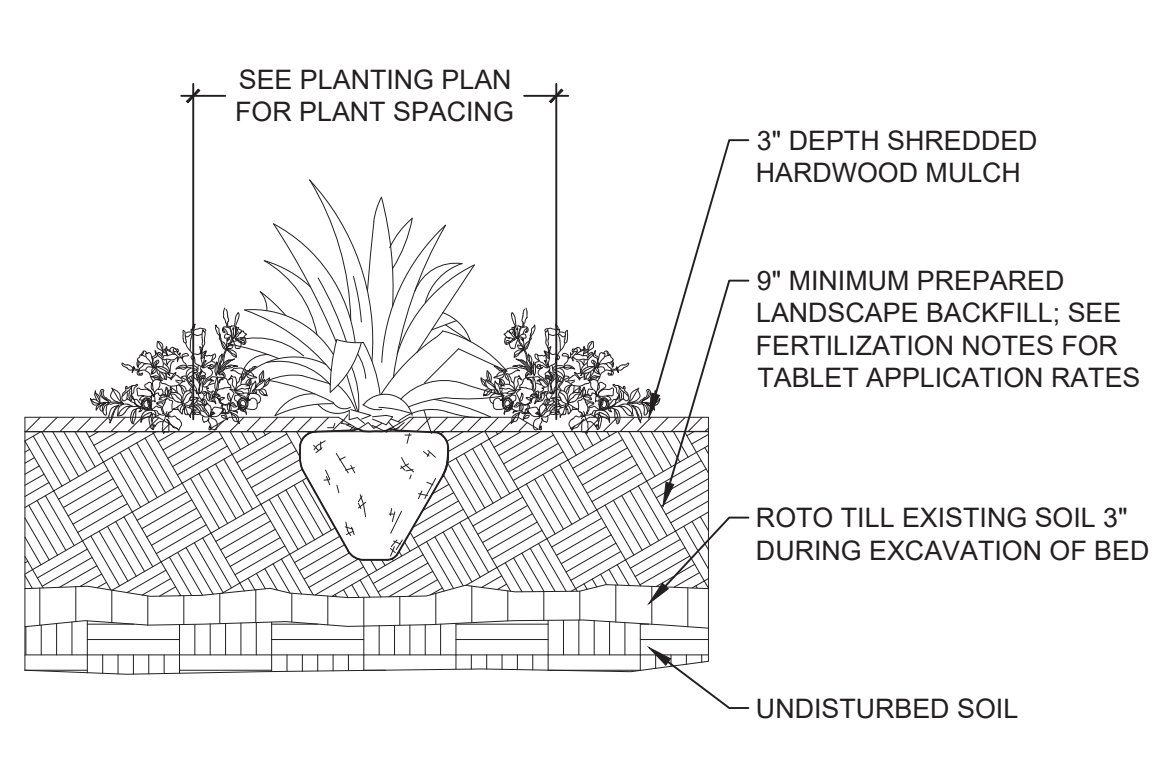 SEE PLANTING PLAN
FOR PLANT SPACING
3" DEPTH SHREDDED
HARDWOOD MULCH
9" MINIMUM PREPARED
LANDSCAPE BACKFILL; SEE
FERTILIZATION NOTES FOR
TABLET APPLICATION RATES
ROTO TILL EXISTING SOIL 3"
DURING EXCAVATION OF BED
UNDISTURBED SOIL